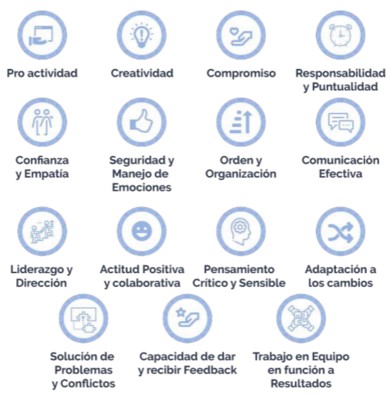 Pro actividad
Creatividad
Compromiso
Responsabilidad
y Puntualidad
Confianza
y Empatía
Seguridad y
Manejo de
Emociones
Orden y
Organización
Comunicación
Efectiva
Liderazgo y
Dirección
Actitud Positiva
y colaborativa
Pensamiento
Crítico y Sensible
Adaptación a
los cambios
Solución de
Problemas
y Conflictos
Capacidad de dar
y recibir Feedback
Trabajo en Equipo
en función a
Resultados